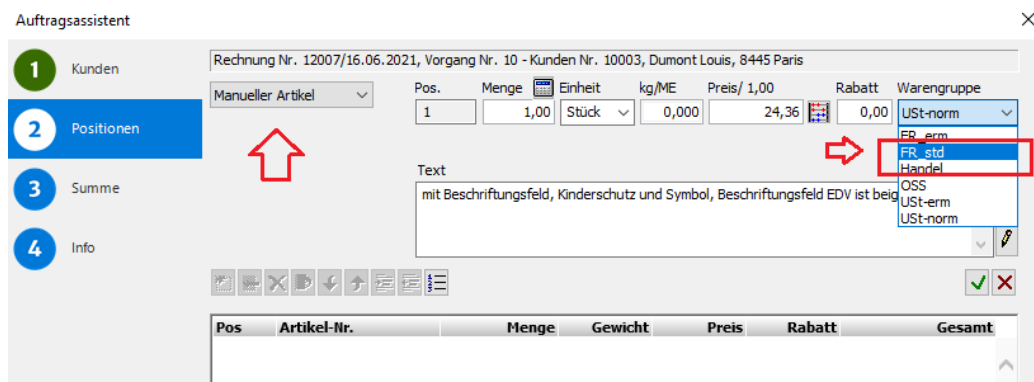 Auftragsassistent
1 Kunden
2 Positionen
3 Summe
4 Info
Rechnung Nr. 12007/16.06.2021, Vorgang Nr. 10 - Kunden Nr. 10003, Dumont Louis, 8445 Paris
Manueller Artikel
Pos. Menge Einheit kg/ME Preis/ 1,00 Rabatt Warengruppe
1 1,00 Stück 0,000 24,36 0,00 USt-norm
FR_erm
FR_std
Handel
OSS
USt-erm
USt-norm
Text
mit Beschriftungsfeld, Kinderschutz und Symbol, Beschriftungsfeld EDV ist
Pos Artikel-Nr. Menge Gewicht Preis Rabatt Gesamt